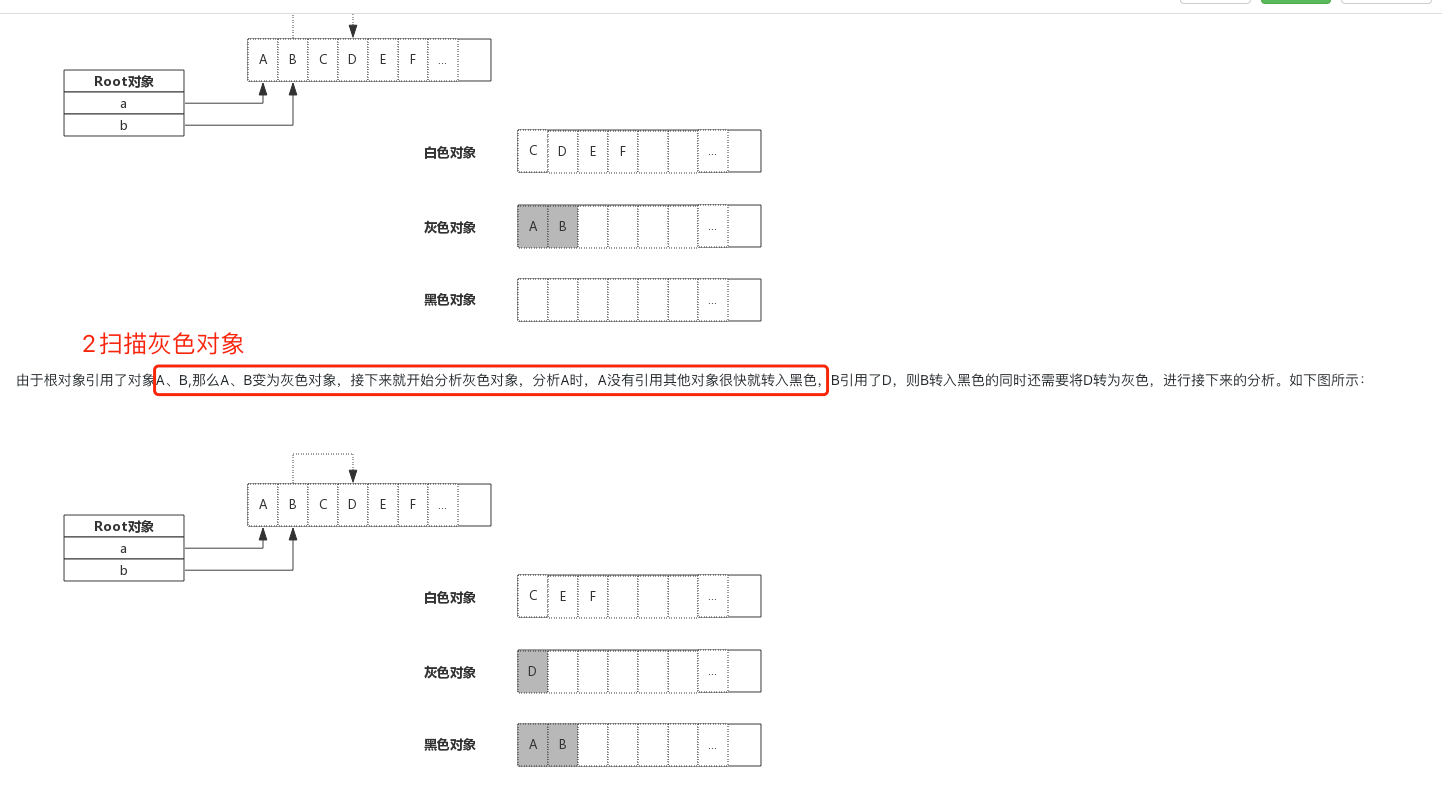 A B C D E F ...
Root对象
a
b
白色对象 C D E F ...
灰色对象 A B ...
黑色对象 ...
2扫描灰色对象
由于根对象引用了对象A、B,那么A、B变为灰色对象，接下来就开始分析灰色对象，分析A时，A没有引用其他对象很快就转入黑色，B引用了D，则B转入黑色的同时还需要将D转为灰色，进行接下来的分析。如下图所示：
A B C D E F ...
Root对象
a
b
白色对象 C E F ...
灰色对象 D ...
黑色对象 A B ...